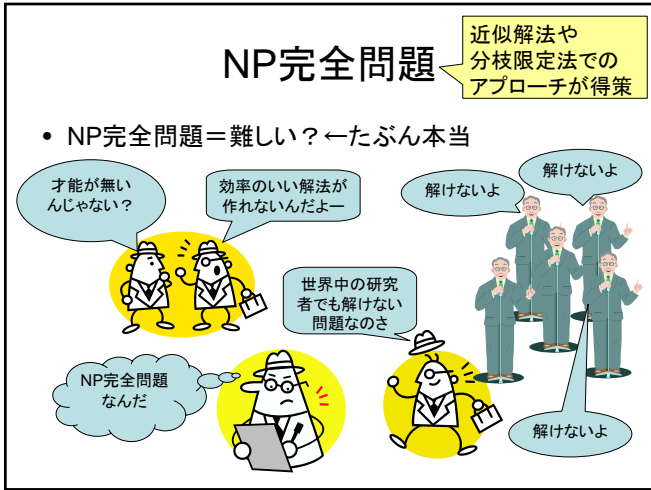 NP完全問題
近似解法や
分枝限定法での
アプローチが得策
• NP完全問題＝難しい？←たぶん本当
才能が無い
んじゃない？
効率のいい解法が
作れないんだよー
解けないよ
解けないよ
世界中の研究
者でも解けない
問題なのさ
NP完全問題
なんだ
解けないよ